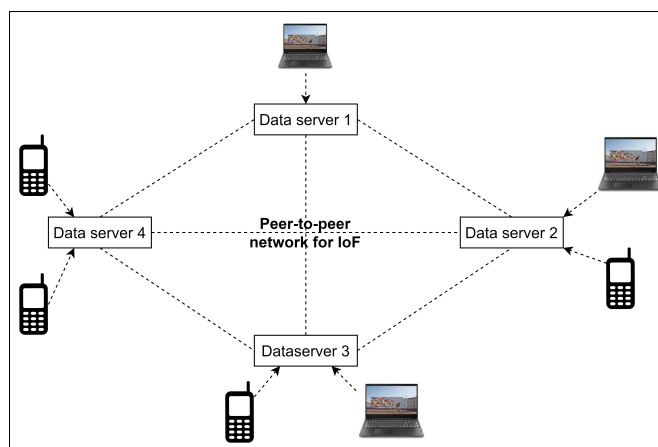 Data server 1
Data server 4
Peer-to-peer
network for IoF
Data server 2
Dataserver 3